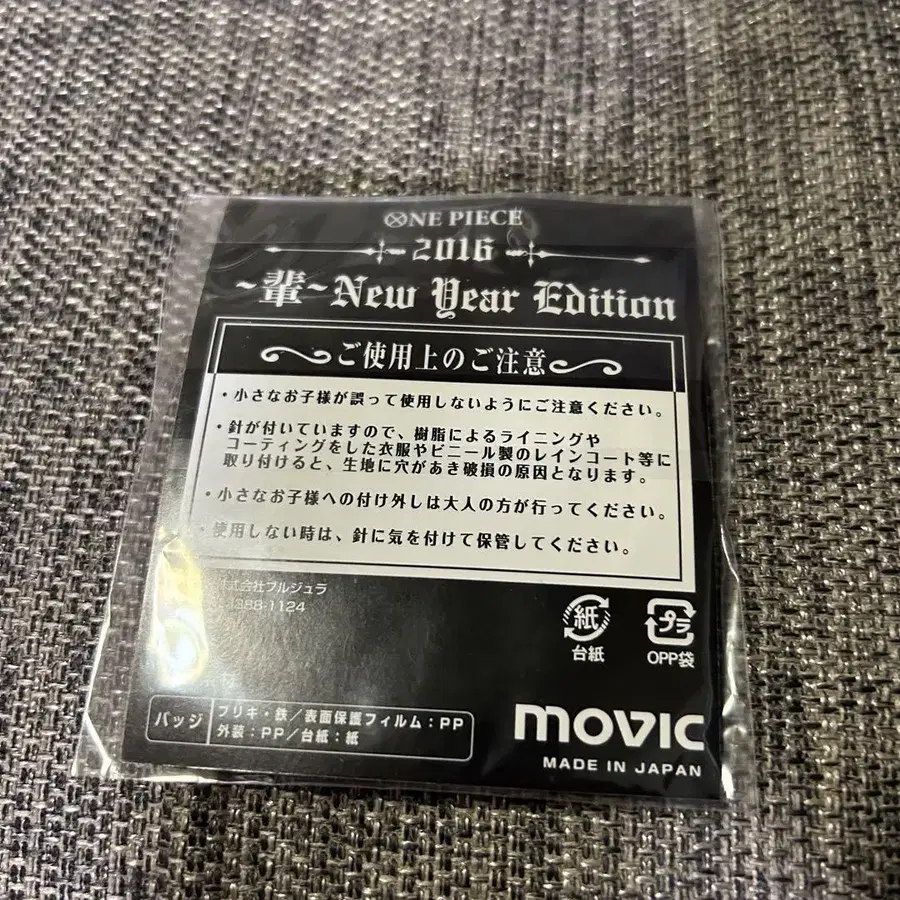 ONE PIECE
2016
~輩~New Year Edition
ご使用上のご注意
・小さなお子様が誤って使用しないようにご注意ください。
・針が付いていますので、樹脂によるライニングや
コーティングをした衣服やビニール製のレインコート等に
取り付けると、生地に穴があき破損の原因となります。
・小さなお子様への付け外しは大人の方が行ってください。
・使用しない時は、針に気を付けて保管してください。
式会社ブルジュラ
388-1124
紙
台紙
プラ
OPP袋
バッジ
ブリキ・鉄/表面保護フィルム:PP
外装:PP/台紙:紙
movic
MADE IN JAPAN